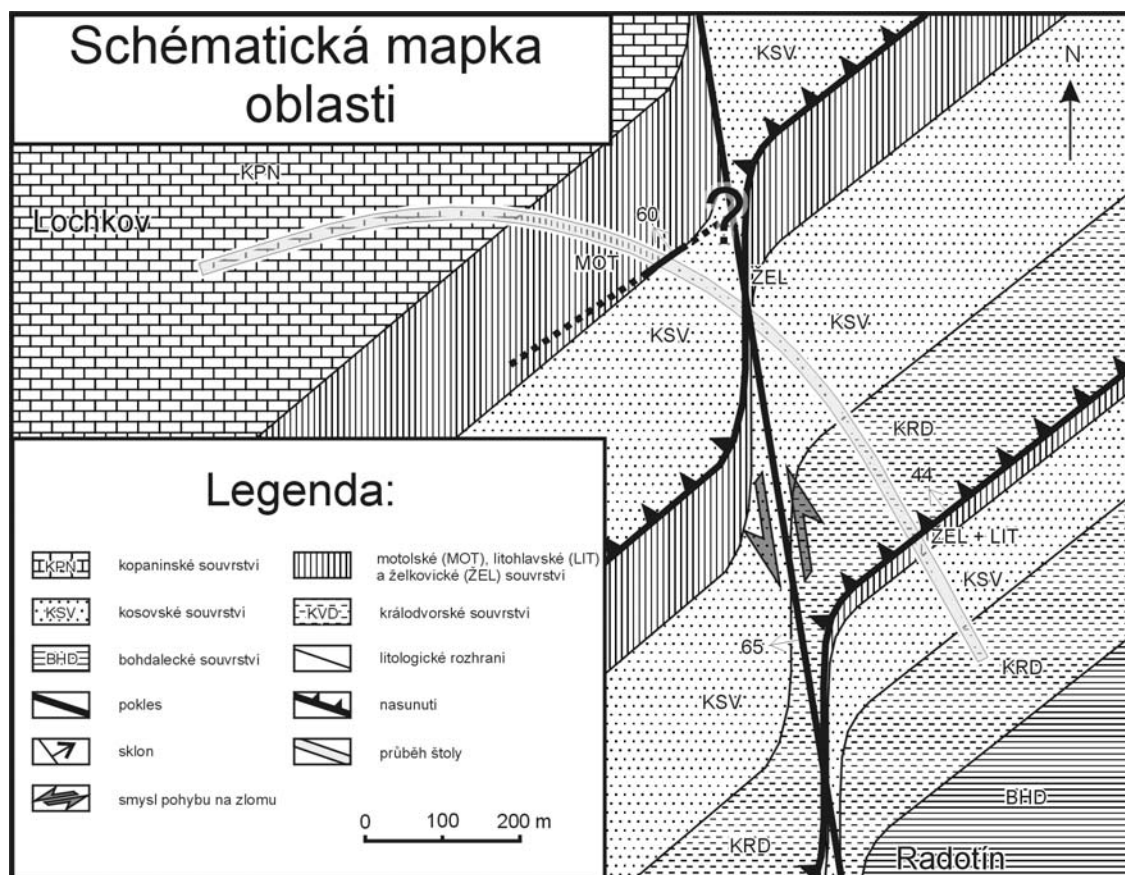 Schématická mapka
oblasti
KSV
N
KPN
Lochkov
60
?
MOT
ŽEL
KSV
KSV
KRD
44
ŽEL + LIT
KSV
65
KRD
KSV
BHD
KRD
Radotín
Legenda:
KPN kopaninské souvrství
motolské (MOT), litohlavské (LIT)
a želkovické (ŽEL) souvrství
KSV kosovské souvrství
KVD králodvorské souvrství
BHD bohdalecké souvrství
litologické rozhraní
pokles
nasunutí
sklon
průběh štoly
smysl pohybu na zlomu
0 100 200 m